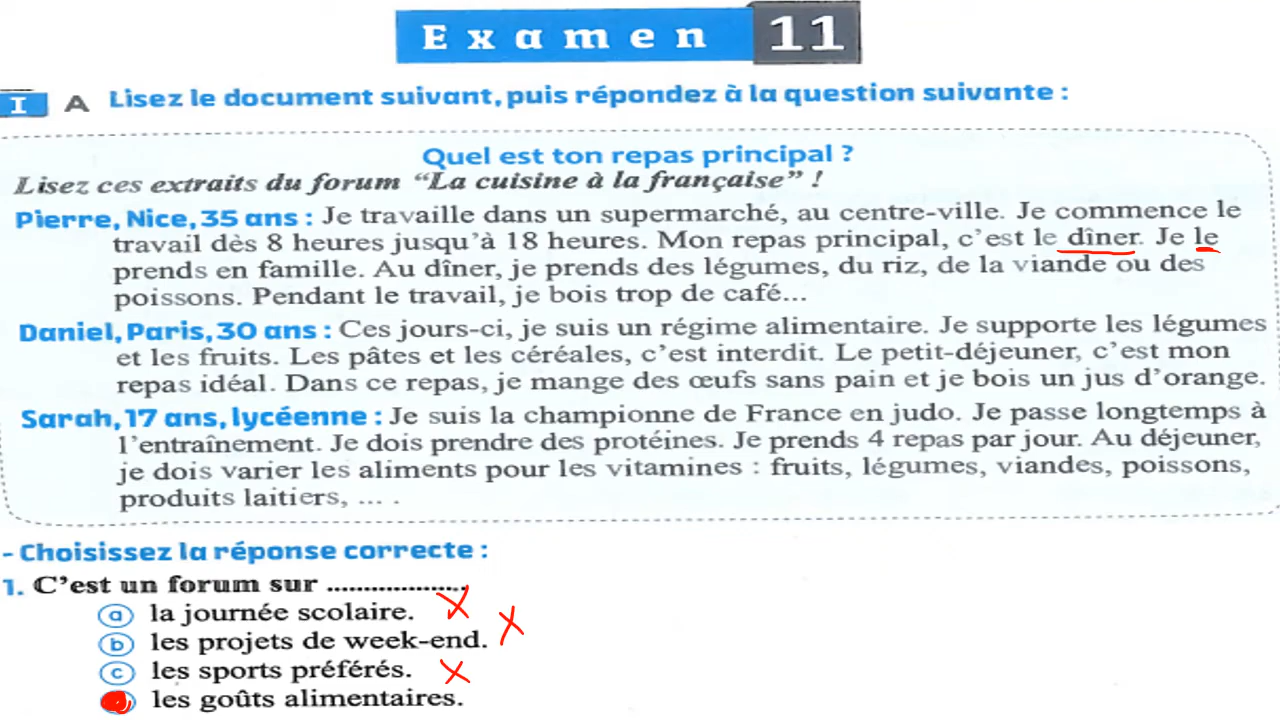 Examen 11
I A Lisez le document suivant, puis répondez à la question suivante :
Quel est ton repas principal ?
Lisez ces extraits du forum “La cuisine à la française” !
Pierre, Nice, 35 ans : Je travaille dans un supermarché, au centre-ville. Je commence le
travail dès 8 heures jusqu’à 18 heures. Mon repas principal, c’est le dîner. Je le
prends en famille. Au dîner, je prends des légumes, du riz, de la viande ou des
poissons. Pendant le travail, je bois trop de café...
Daniel, Paris, 30 ans : Ces jours-ci, je suis un régime alimentaire. Je supporte les légumes
et les fruits. Les pâtes et les céréales, c’est interdit. Le petit-déjeuner, c’est mon
repas idéal. Dans ce repas, je mange des œufs sans pain et je bois un jus d’orange.
Sarah, 17 ans, lycéenne : Je suis la championne de France en judo. Je passe longtemps à
l’entraînement. Je dois prendre des protéines. Je prends 4 repas par jour. Au déjeuner,
je dois varier les aliments pour les vitamines : fruits, légumes, viandes, poissons,
produits laitiers, ... .
- Choisissez la réponse correcte :
1. C’est un forum sur ...................
a la journée scolaire.
b les projets de week-end.
c les sports préférés.
les goûts alimentaires.